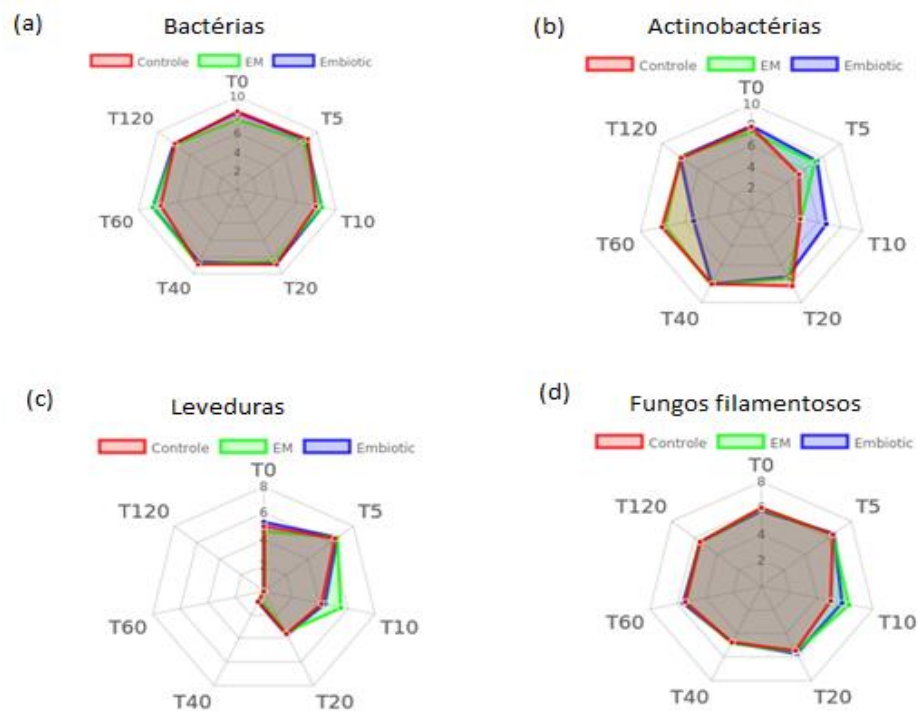 (a) Bactérias
Controle EM Embiotic
T0
10
T120 T5
6
4
2
T60 T10
T40 T20
(b) Actinobactérias
Controle EM Embiotic
T0
10
T5
T120
6
4
2
T60 T10
T40 T20
(c) Leveduras
Controle EM Embiotic
T0
8
T120 T5
6
T60 T10
T40 T20
(d) Fungos filamentosos
Controle EM Embiotic
T0
8
T120 T5
4
2
T60 T10
T40 T20